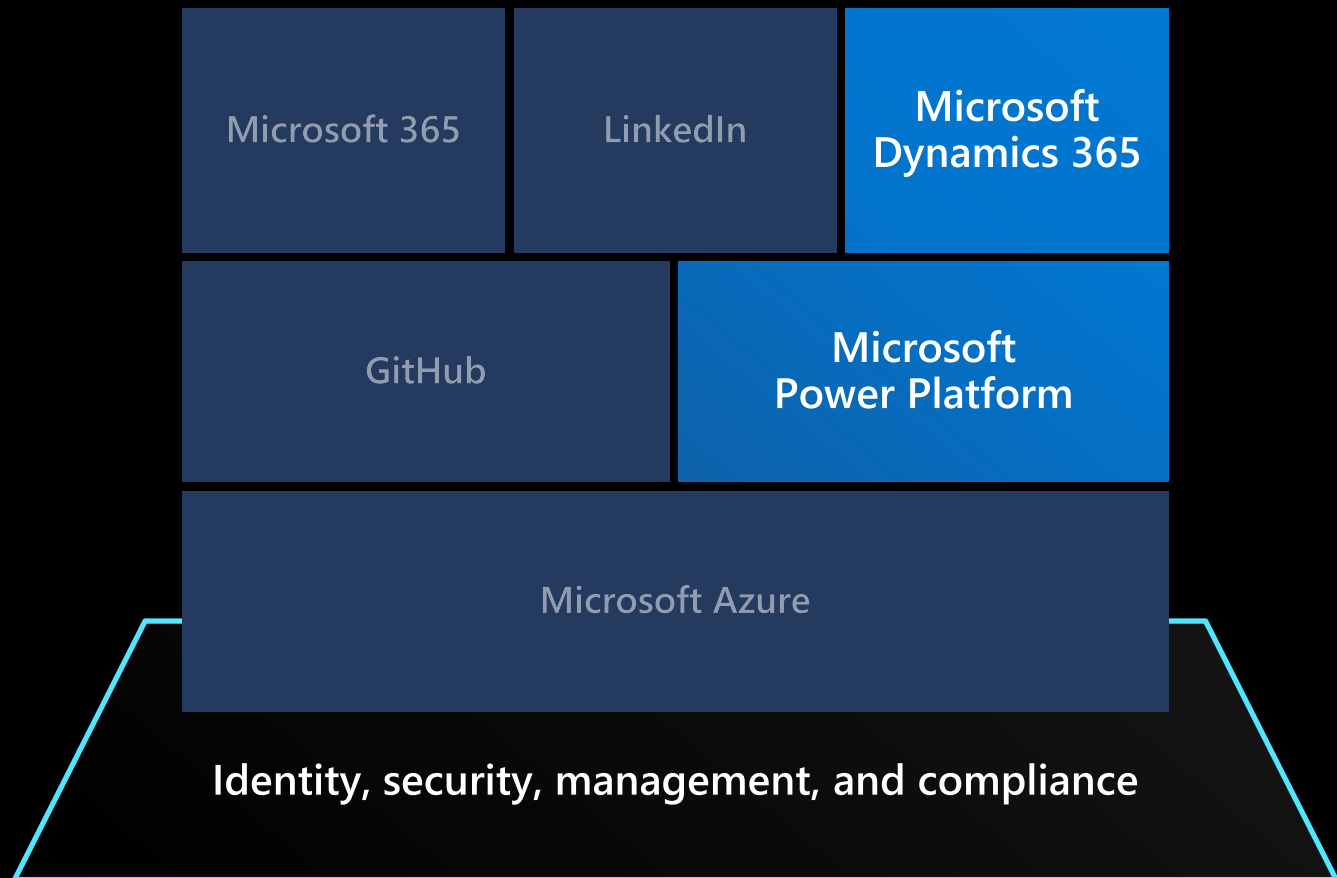 Microsoft 365
LinkedIn
Microsoft
Dynamics 365
GitHub
Microsoft
Power Platform
Microsoft Azure
Identity, security, management, and compliance